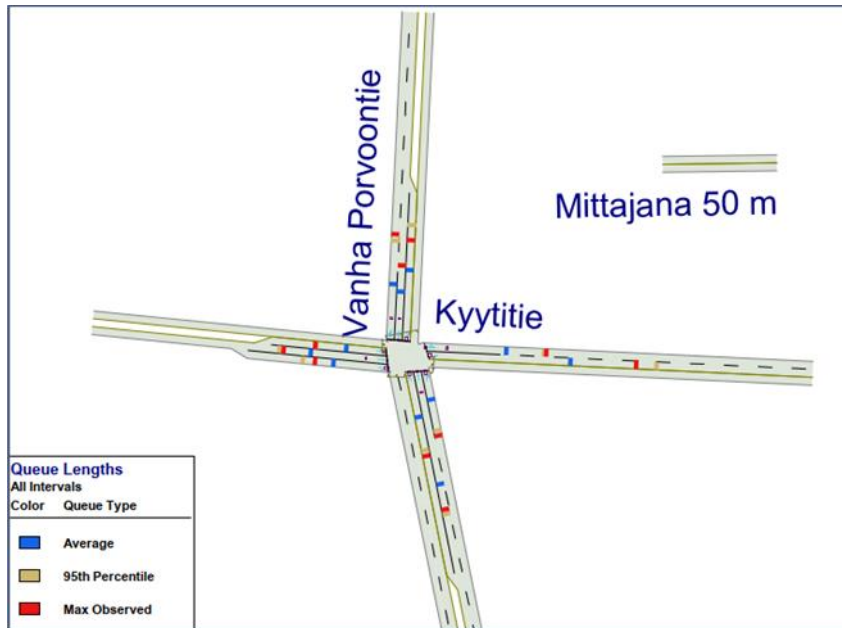 Vanha Porvoontie
Mittajana 50 m
Kyytitie
Queue Lengths
All Intervals
Color Queue Type
Average
95th Percentile
Max Observed